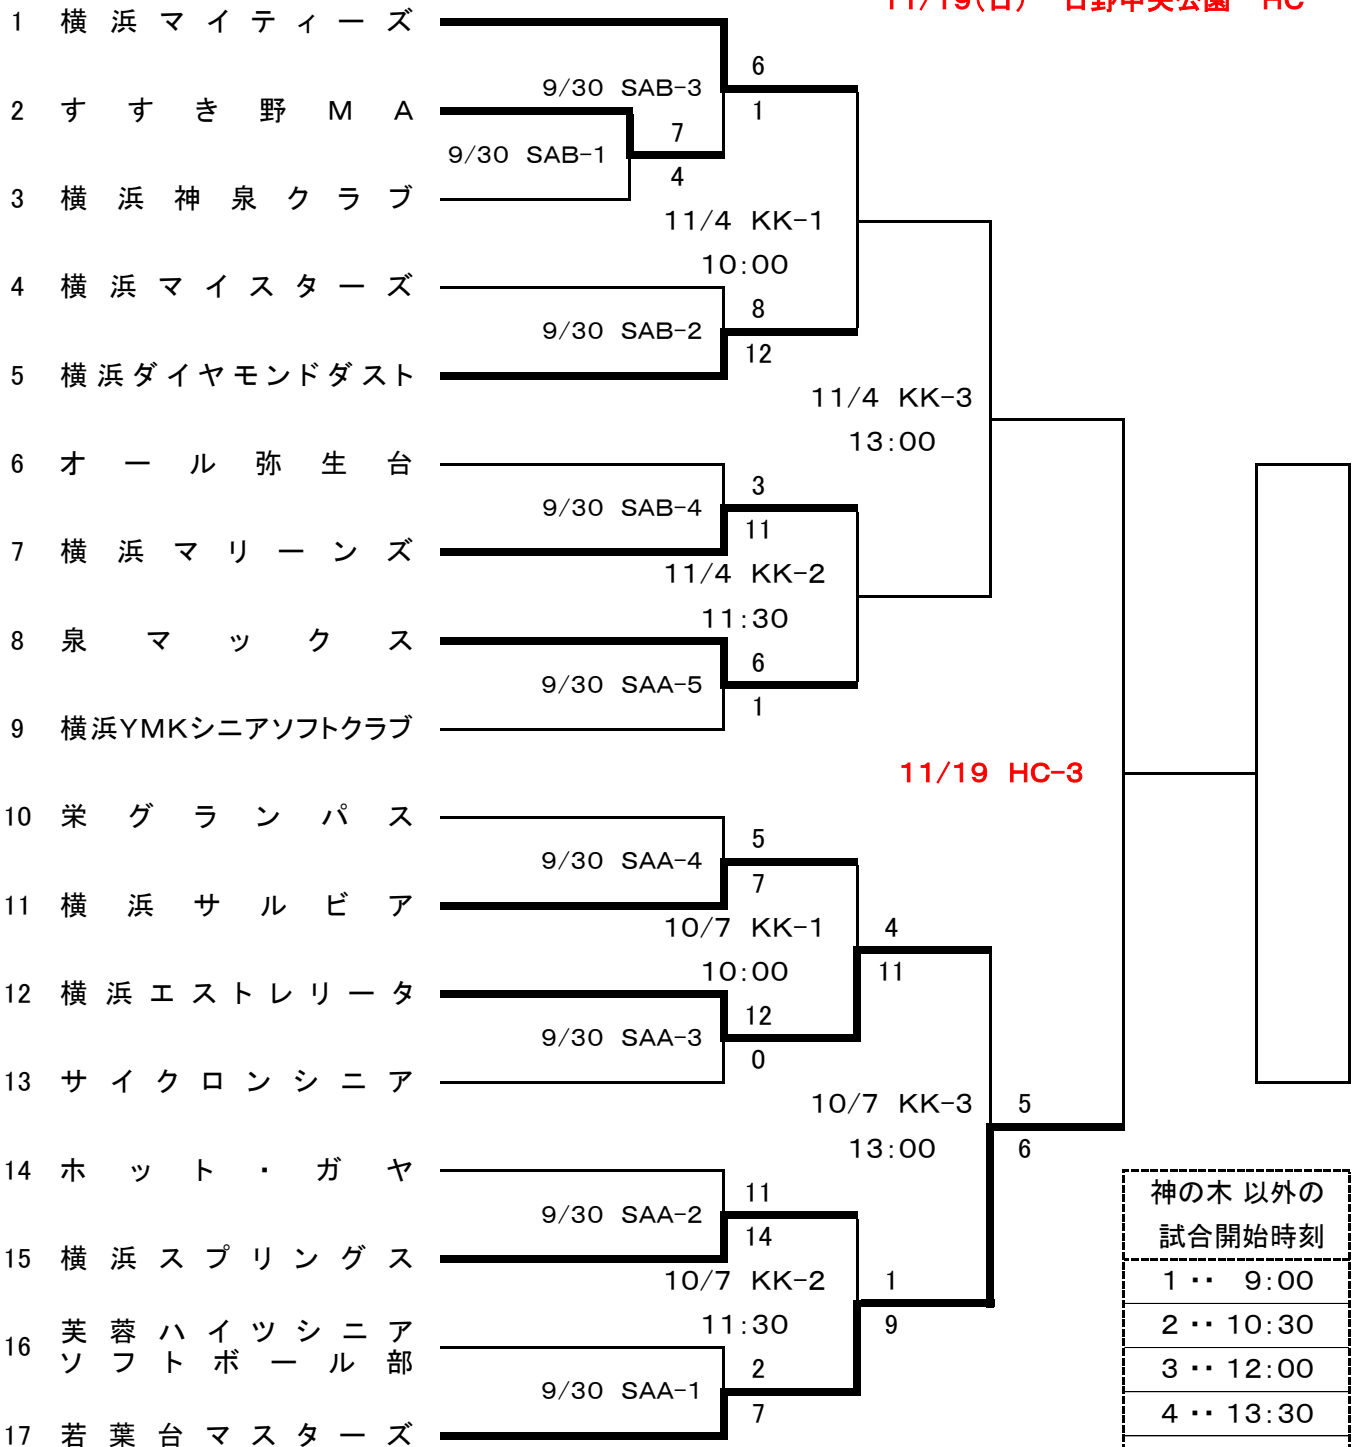 11/19(日) 日野中央公園 HC
1 横浜マイティーズ
6
9/30 SAB-3
2 すすき野MA
1
7
9/30 SAB-1
4
3 横浜神泉クラブ
11/4 KK-1
10:00
4 横浜マイスターズ
8
9/30 SAB-2
12
5 横浜ダイヤモンドダスト
11/4 KK-3
13:00
6 オール弥生台
3
9/30 SAB-4
11
7 横浜マリーンズ
11/4 KK-2
11:30
8 泉マックス
6
9/30 SAA-5
1
9 横浜YMKシニアソフトクラブ
11/19 HC-3
10 栄グランパス
5
9/30 SAA-4
7
11 横浜サルビア
10/7 KK-1
4
10:00
11
12 横浜エストレリータ
12
9/30 SAA-3
0
13 サイクロンシニア
10/7 KK-3
5
13:00
6
14 ホット・ガヤ
11
9/30 SAA-2
14
15 横浜スプリングス
10/7 KK-2
1
11:30
9
16 芙蓉ハイツシニア
ソフトボール部
2
9/30 SAA-1
7
17 若葉台マスターズ
神の木 以外の
試合開始時刻
1 ‥ 9:00
2 ‥ 10:30
3 ‥ 12:00
4 ‥ 13:30